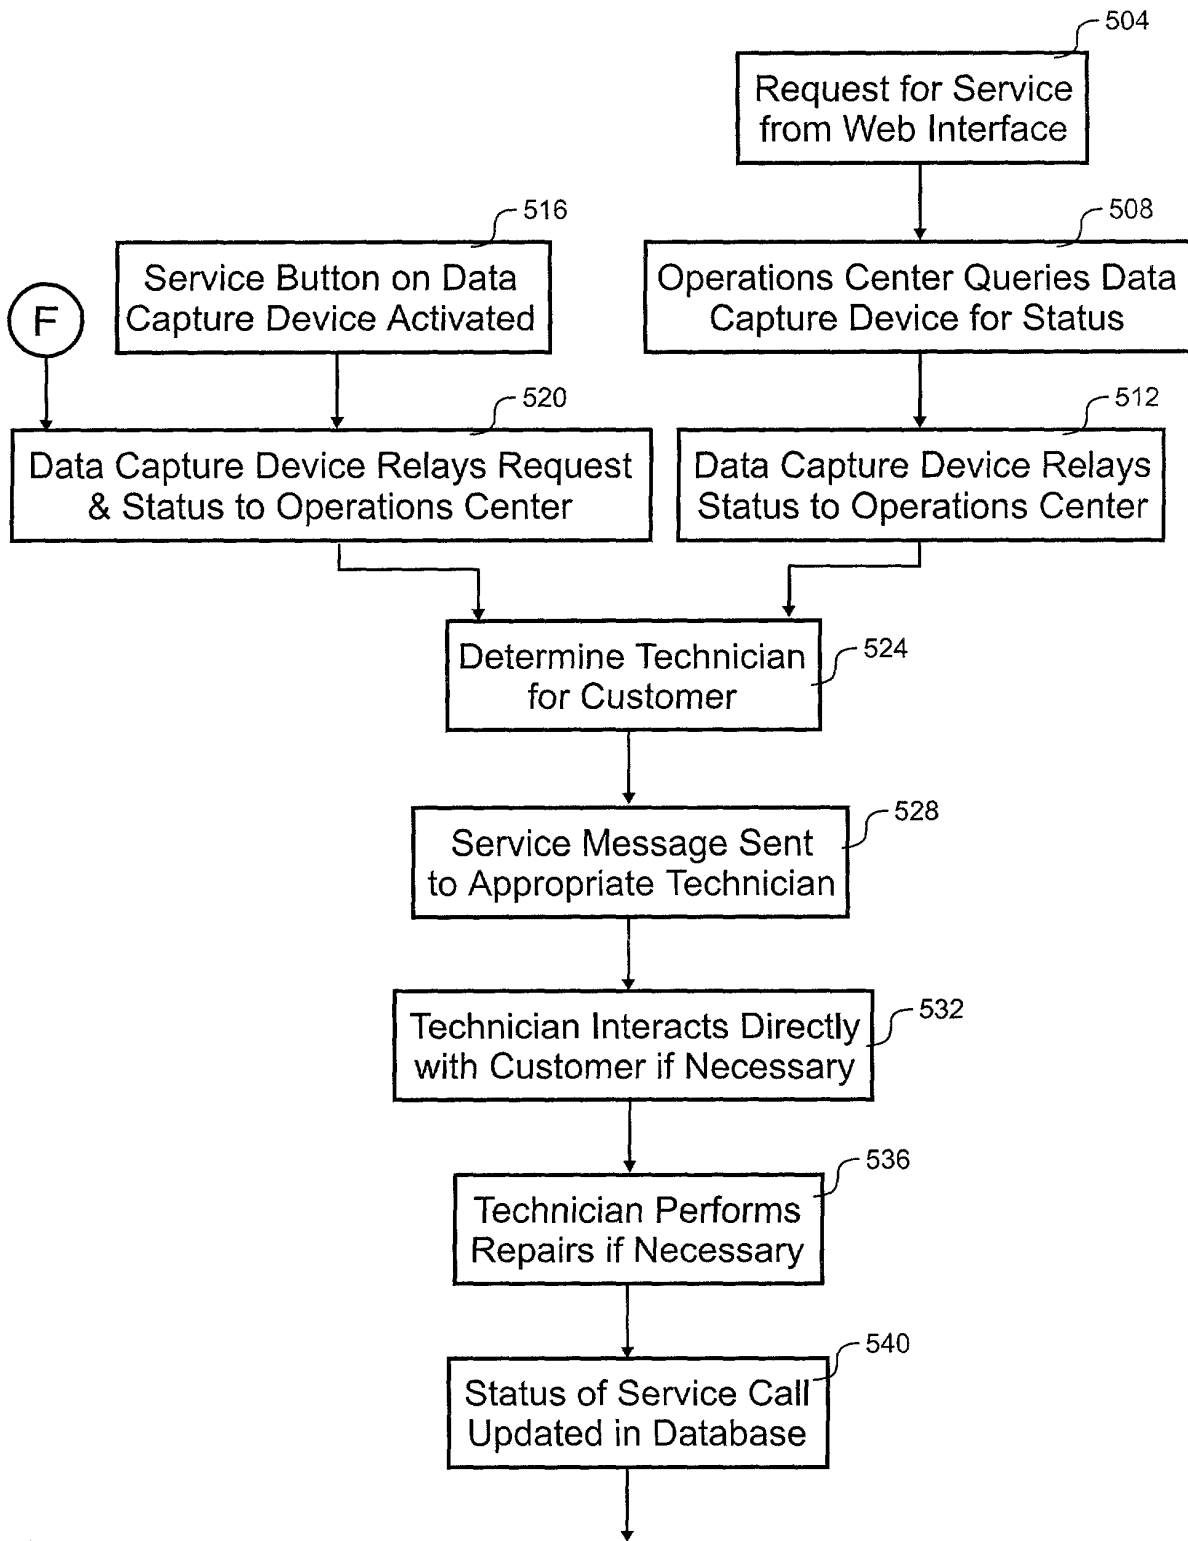 504
Request for Service
from Web Interface
516
508
Service Button on Data
Capture Device Activated
Operations Center Queries Data
Capture Device for Status
F
520
512
Data Capture Device Relays Request
& Status to Operations Center
Data Capture Device Relays
Status to Operations Center
524
Determine Technician
for Customer
528
Service Message Sent
to Appropriate Technician
532
Technician Interacts Directly
with Customer if Necessary
536
Technician Performs
Repairs if Necessary
540
Status of Service Call
Updated in Database